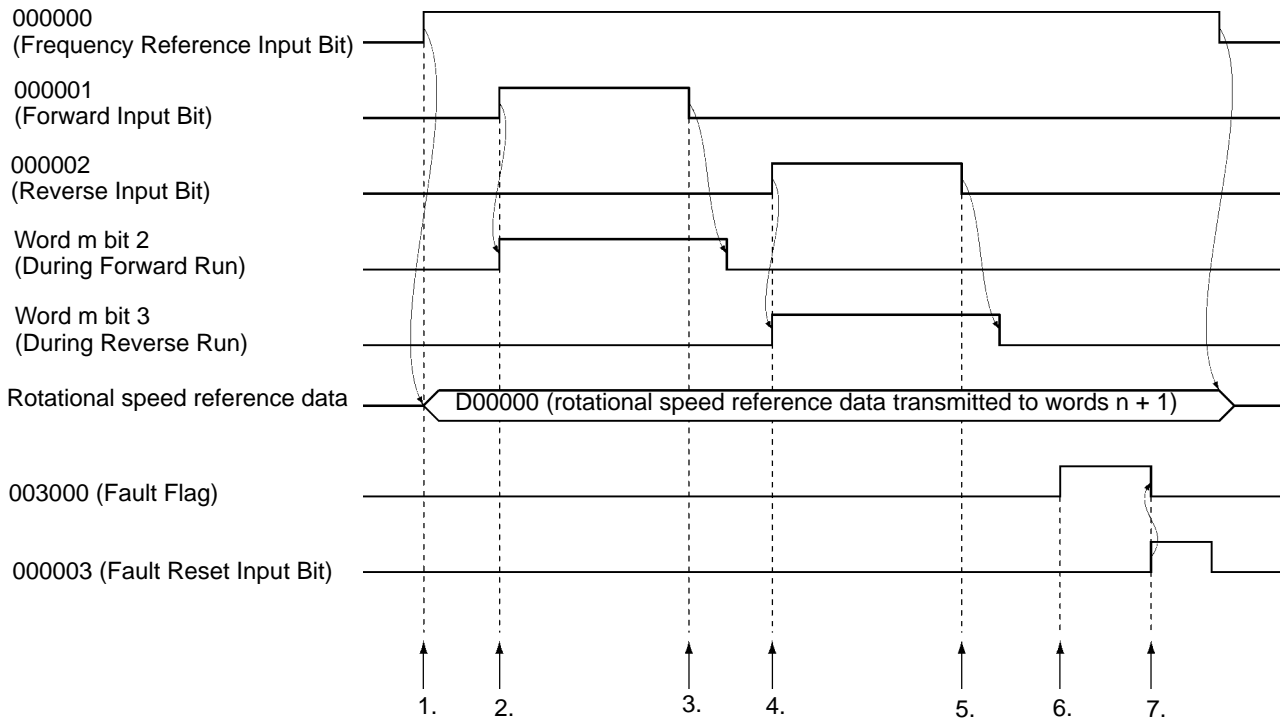 000000
(Frequency Reference Input Bit)
000001
(Forward Input Bit)
000002
(Reverse Input Bit)
Word m bit 2
(During Forward Run)
Word m bit 3
(During Reverse Run)
Rotational speed reference data
D00000 (rotational speed reference data transmitted to words n + 1)
003000 (Fault Flag)
000003 (Fault Reset Input Bit)
1. 2. 3. 4. 5. 6. 7.